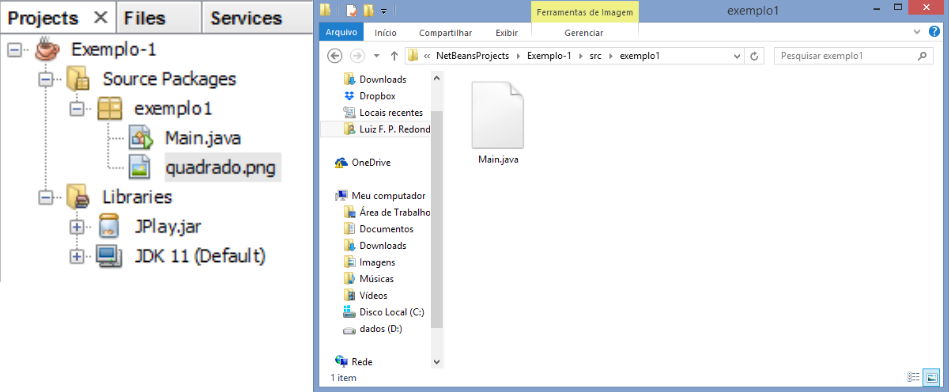 Projects
Files
Services
Exemplo-1
Source Packages
exemplo1
Main.java
quadrado.png
Libraries
JPlay.jar
JDK 11 (Default)
Ferramentas de Imagem
exemplo1
Arquivo
Início
Compartilhar
Exibir
Gerenciar
« NetBeansProjects Exemplo-1 src exemplo1
Pesquisar exemplo1
Downloads
Dropbox
Locais recentes
Luiz F. P. Redond
OneDrive
Meu computador
Área de Trabalho
Documentos
Downloads
Imagens
Músicas
Vídeos
Disco Local (C:)
dados (D:)
Rede
Main.java
1 item